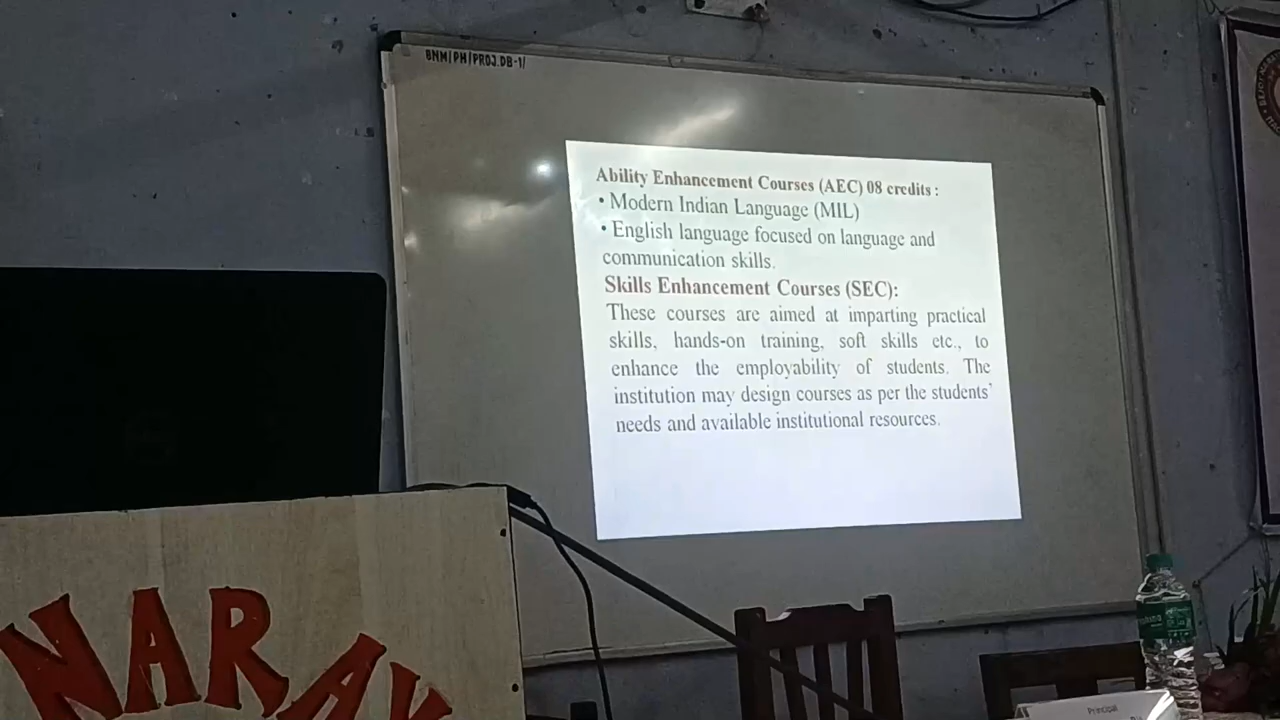 BNM/PH/PROJ.DB-1/
Ability Enhancement Courses (AEC) 08 credits :
• Modern Indian Language (MIL)
• English language focused on language and
communication skills.
Skills Enhancement Courses (SEC):
These courses are aimed at imparting practical
skills, hands-on training, soft skills etc., to
enhance the employability of students. The
institution may design courses as per the students'
needs and available institutional resources.
NARAY
Principal